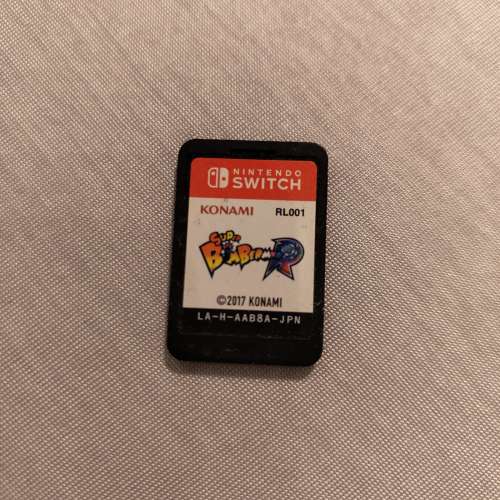 NINTENDO
SWITCH
KONAMI RL001
SUPER
BOMBERMAN R
©2017 KONAMI
LA-H-AAB8A-JPN